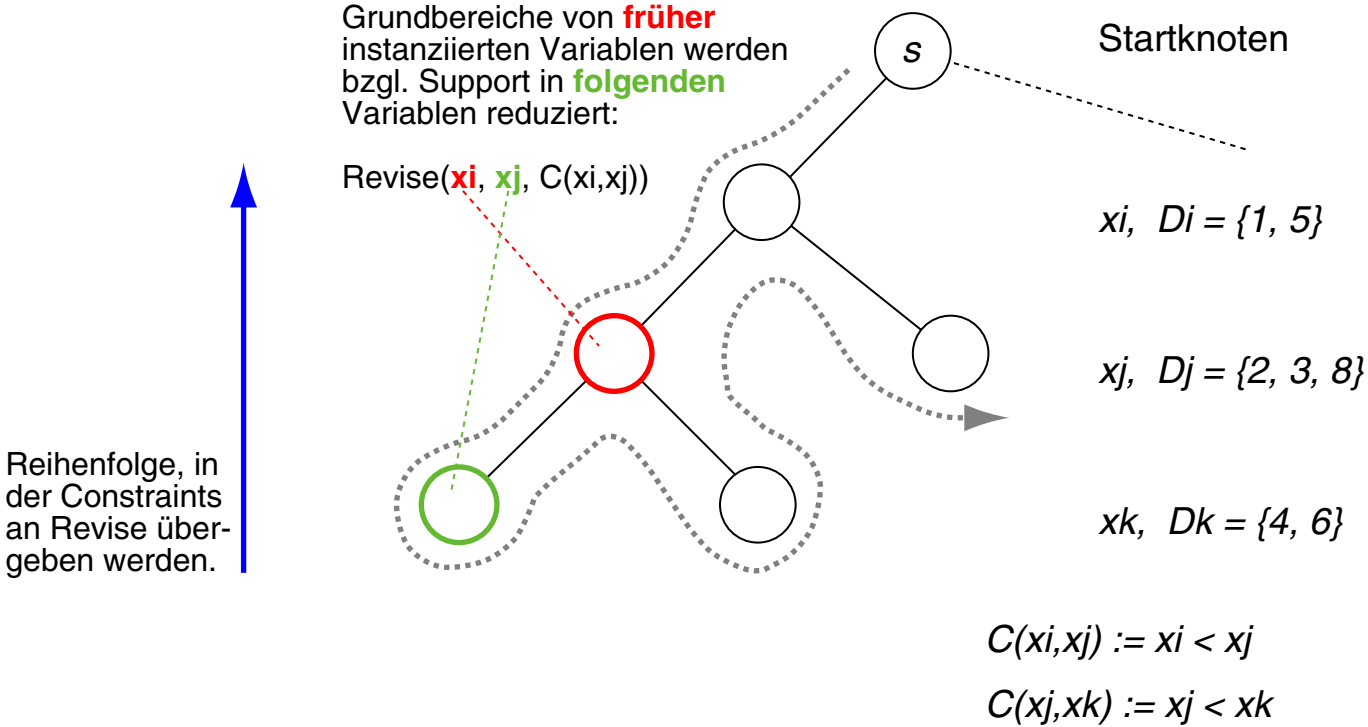 Grundbereiche von früher
instanziierten Variablen werden
bzgl. Support in folgenden
Variablen reduziert:
Revise(xi, xj, C(xi,xj))
s
Startknoten
xi, Di = {1, 5}
xj, Dj = {2, 3, 8}
xk, Dk = {4, 6}
Reihenfolge, in
der Constraints
an Revise über-
geben werden.
C(xi,xj) := xi < xj
C(xj,xk) := xj < xk